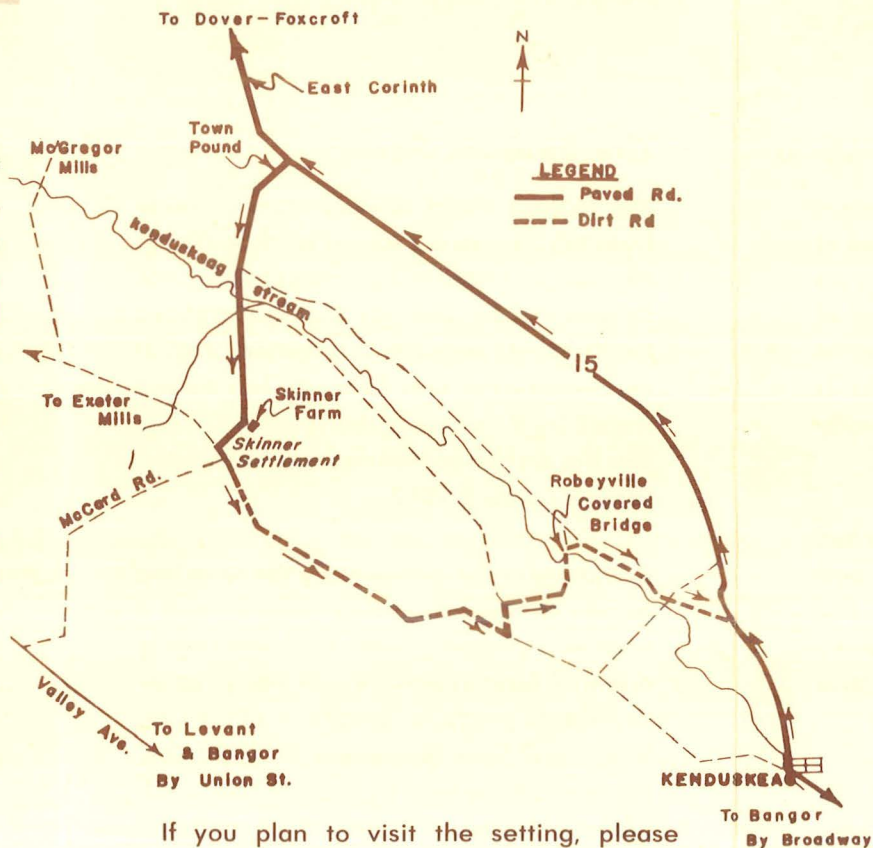 To Dover-Foxcroft
N
East Corinth
Town
Pound
McGregor
Mills
LEGEND
Paved Rd.
Dirt Rd
kenduskeag
stream
15
To Exeter
Mills
Skinner
Farm
Skinner
Settlement
McCard Rd.
Robeyville
Covered
Bridge
Valley Ave.
To Levant
& Bangor
By Union St.
KENDUSKEAG
To Bangor
By Broadway
If you plan to visit the setting, please